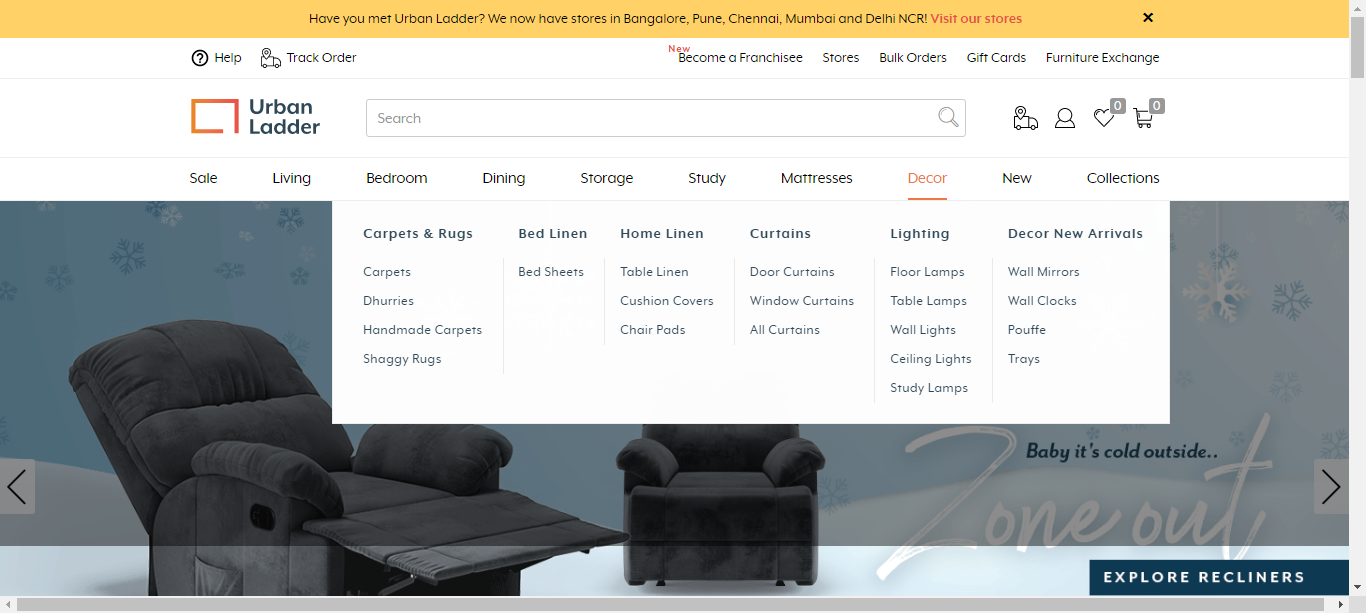 Have you met Urban Ladder? We now have stores in Bangalore, Pune, Chennai, Mumbai and Delhi NCR! Visit our stores
Help Track Order
New
Become a Franchisee Stores Bulk Orders Gift Cards Furniture Exchange
Urban
Ladder
Search
0 0
Sale Living Bedroom Dining Storage Study Mattresses Decor New Collections
Carpets & Rugs
Carpets
Dhurries
Handmade Carpets
Shaggy Rugs
Bed Linen
Bed Sheets
Home Linen
Table Linen
Cushion Covers
Chair Pads
Curtains
Door Curtains
Window Curtains
All Curtains
Lighting
Floor Lamps
Table Lamps
Wall Lights
Ceiling Lights
Study Lamps
Decor New Arrivals
Wall Mirrors
Wall Clocks
Pouffe
Trays
Baby it's cold outside..
Zone out
EXPLORE RECLINERS